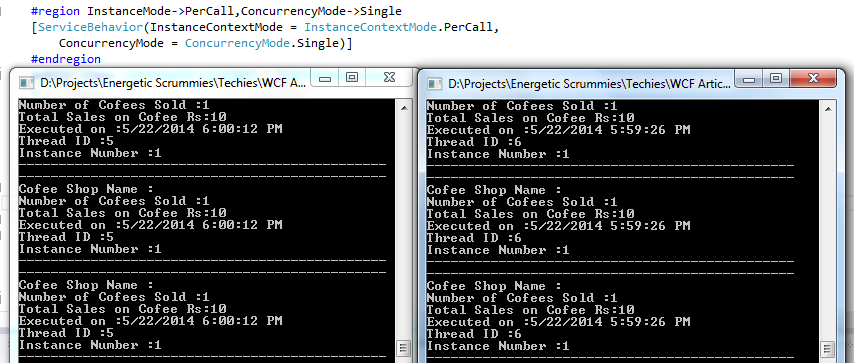 #region InstanceMode->PerCall,ConcurrencyMode->Single
[ServiceBehavior(InstanceContextMode = InstanceContextMode.PerCall,
ConcurrencyMode = ConcurrencyMode.Single)]
#endregion
D:\Projects\Energetic Scrummies\Techies\WCF A...
Number of Cofees Sold :1
Total Sales on Cofee Rs:10
Executed on :5/22/2014 6:00:12 PM
Thread ID :5
Instance Number :1
Cofee Shop Name :
Number of Cofees Sold :1
Total Sales on Cofee Rs:10
Executed on :5/22/2014 6:00:12 PM
Thread ID :5
Instance Number :1
Cofee Shop Name :
Number of Cofees Sold :1
Total Sales on Cofee Rs:10
Executed on :5/22/2014 6:00:12 PM
Thread ID :5
Instance Number :1
D:\Projects\Energetic Scrummies\Techies\WCF Artic...
Number of Cofees Sold :1
Total Sales on Cofee Rs:10
Executed on :5/22/2014 5:59:26 PM
Thread ID :6
Instance Number :1
Cofee Shop Name :
Number of Cofees Sold :1
Total Sales on Cofee Rs:10
Executed on :5/22/2014 5:59:26 PM
Thread ID :6
Instance Number :1
Cofee Shop Name :
Number of Cofees Sold :1
Total Sales on Cofee Rs:10
Executed on :5/22/2014 5:59:26 PM
Thread ID :6
Instance Number :1